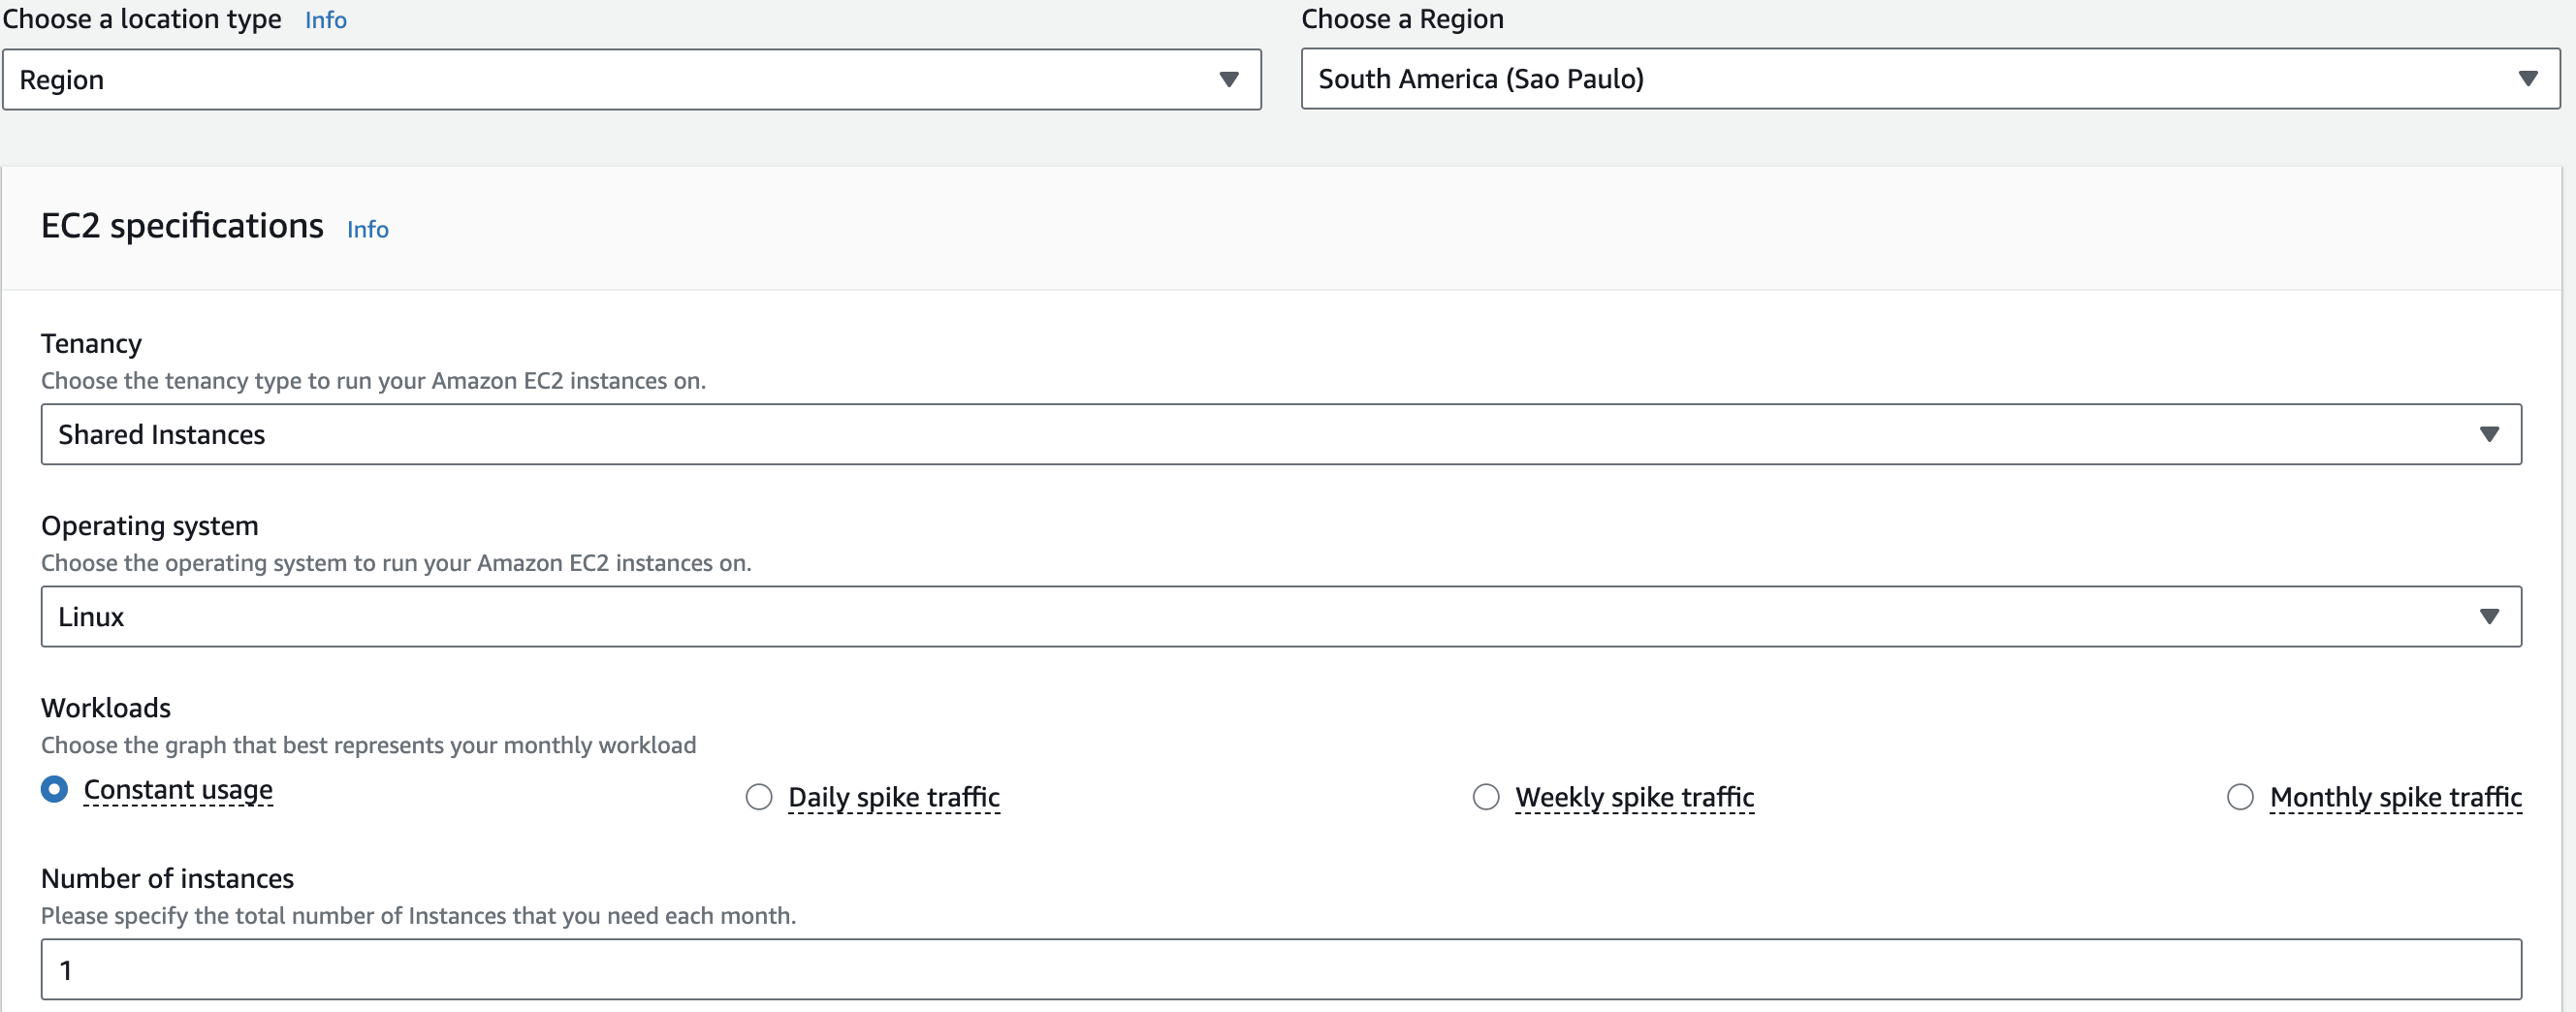 Choose a location type Info
Choose a Region
Region
South America (Sao Paulo)
EC2 specifications Info
Tenancy
Choose the tenancy type to run your Amazon EC2 instances on.
Shared Instances
Operating system
Choose the operating system to run your Amazon EC2 instances on.
Linux
Workloads
Choose the graph that best represents your monthly workload
Constant usage
Daily spike traffic
Weekly spike traffic
Monthly spike traffic
Number of instances
Please specify the total number of Instances that you need each month.
1